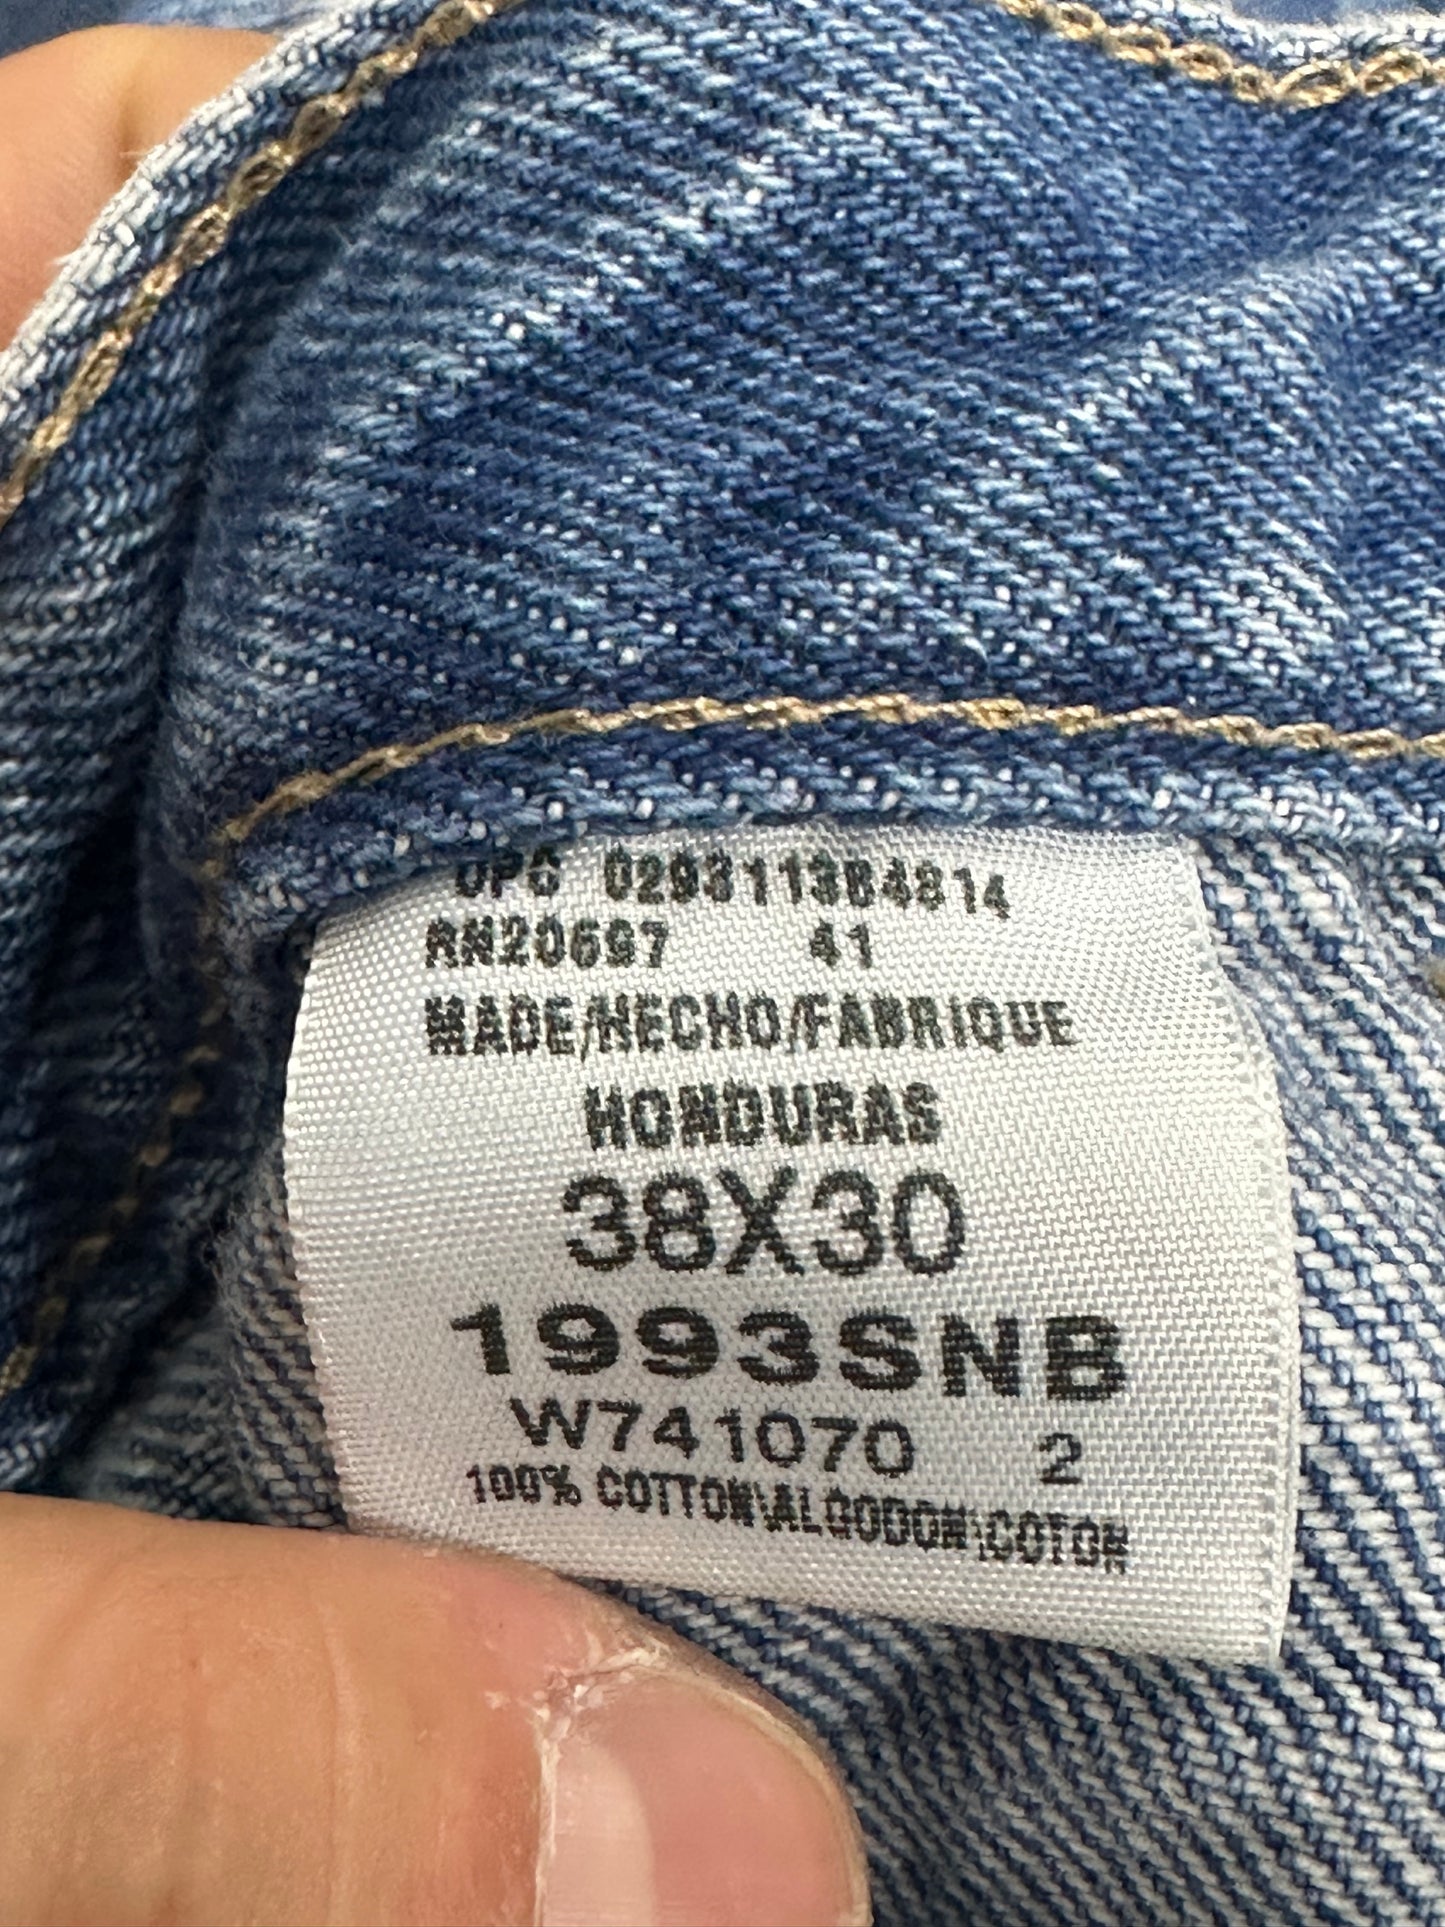 UPC 029311384814
RN20697 41
MADE/HECHO/FABRIQUE
HONDURAS
38X30
1993SNB
W741070 2
100% COTTON\ALGODON\COTON